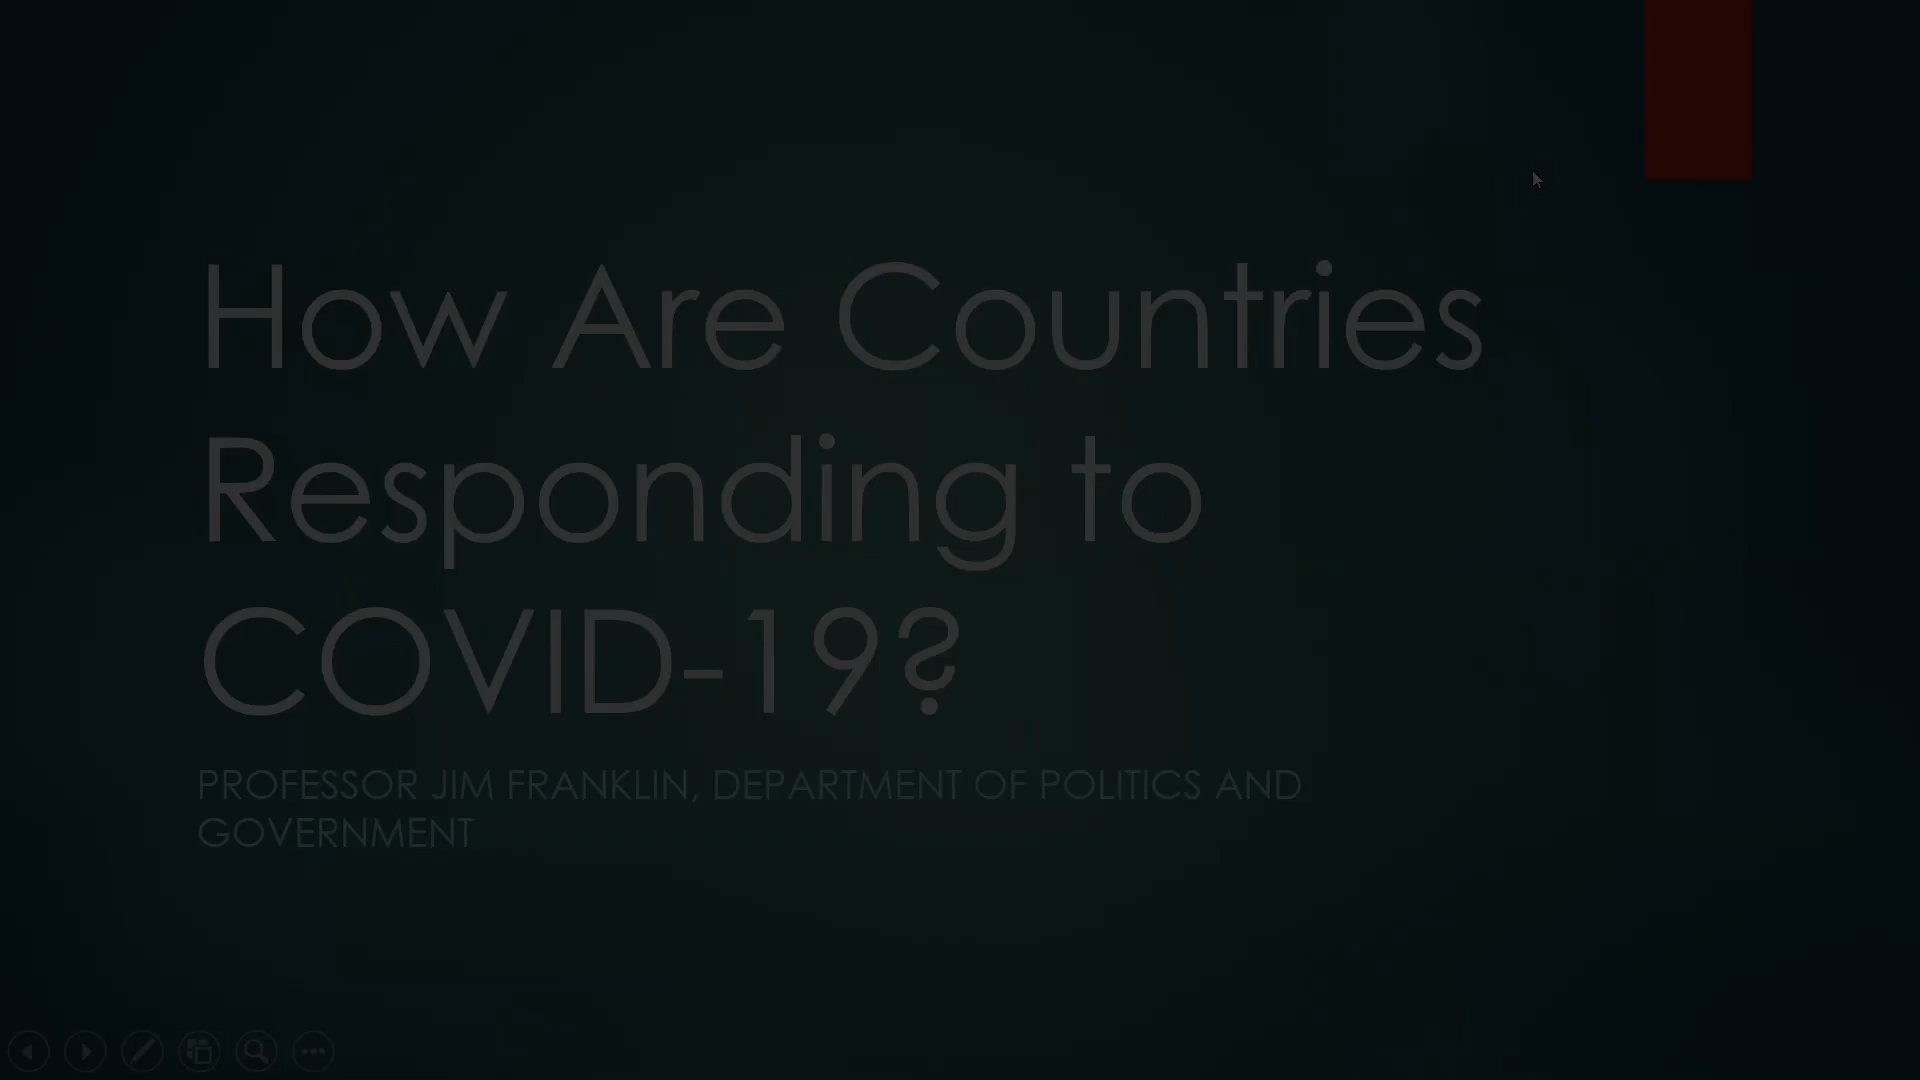 How Are Countries
Responding to
COVID-19?
PROFESSOR JIM FRANKLIN, DEPARTMENT OF POLITICS AND
GOVERNMENT